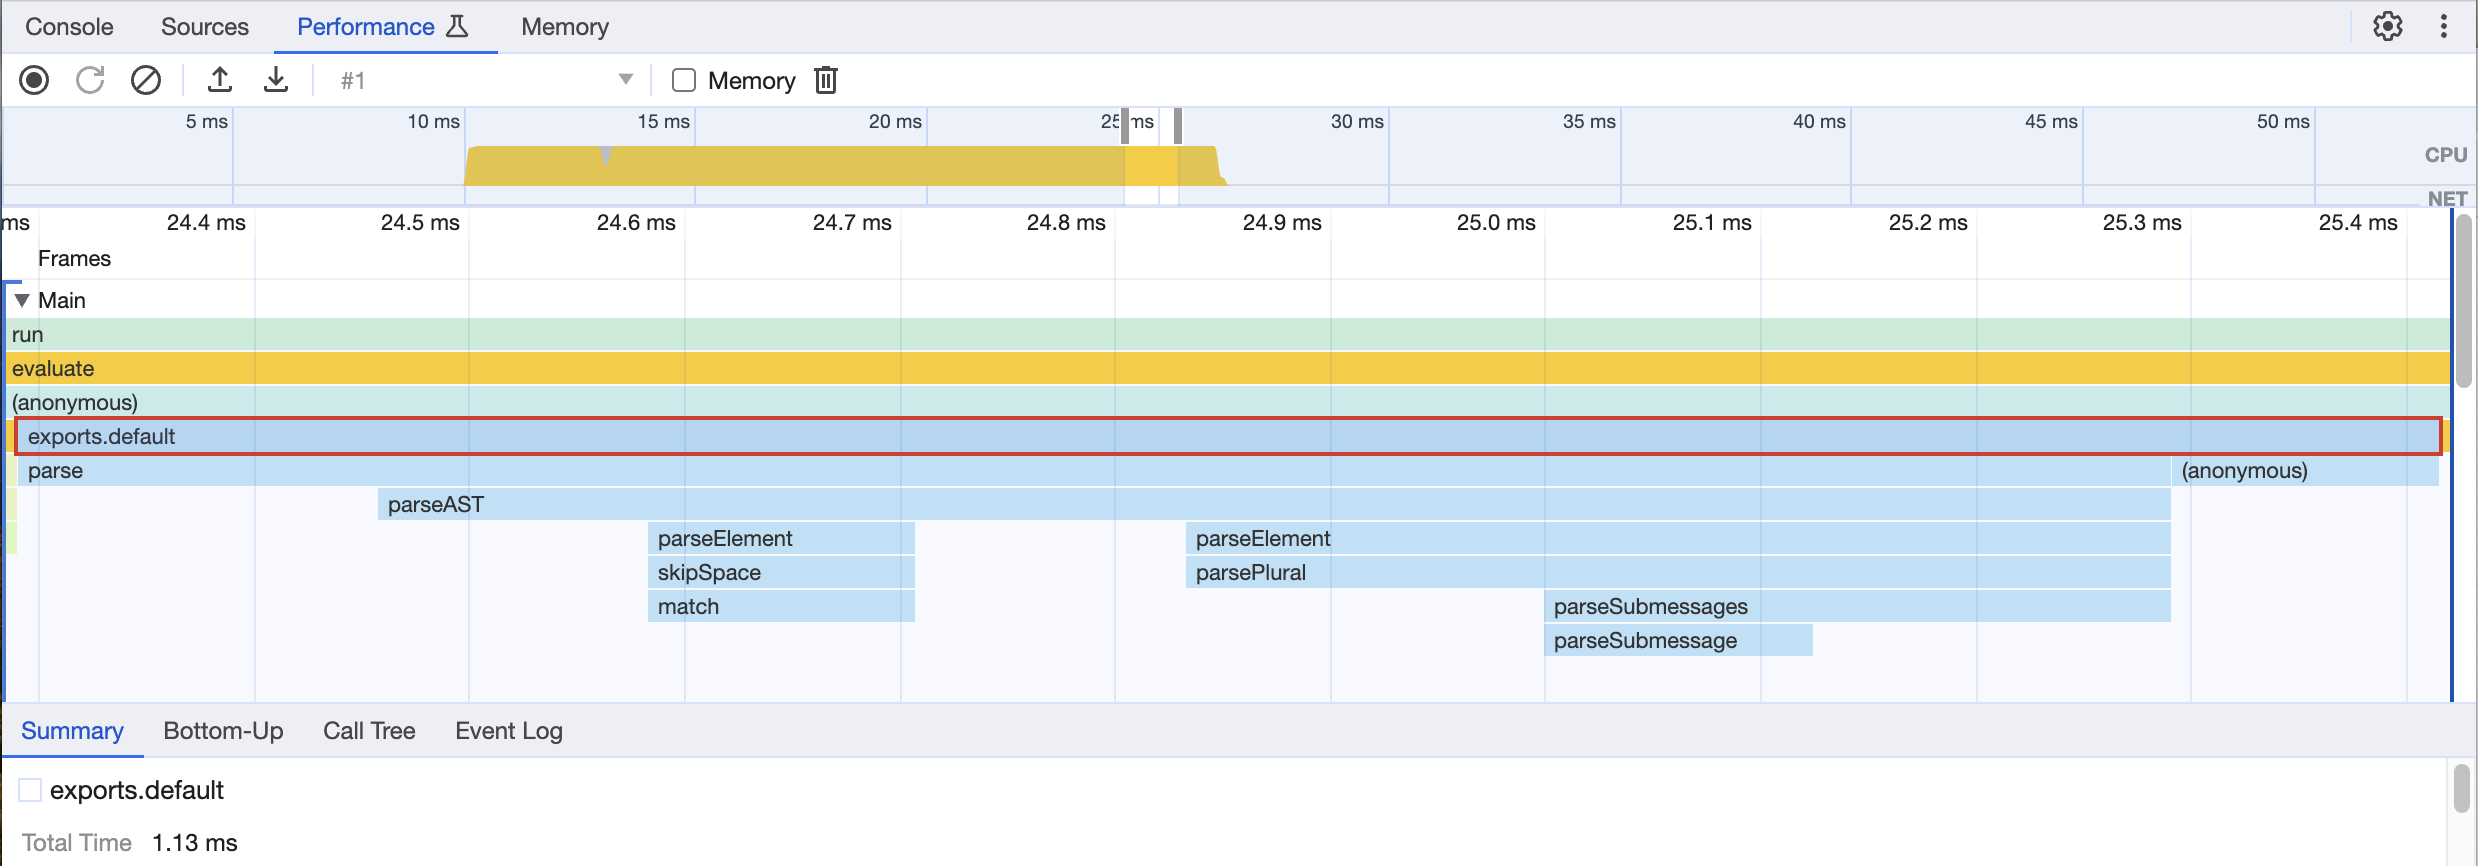 Console Sources Performance Memory
#1 Memory
5 ms 10 ms 15 ms 20 ms 25 ms 30 ms 35 ms 40 ms 45 ms 50 ms
CPU
NET
ms 24.4 ms 24.5 ms 24.6 ms 24.7 ms 24.8 ms 24.9 ms 25.0 ms 25.1 ms 25.2 ms 25.3 ms 25.4 ms
Frames
Main
run
evaluate
(anonymous)
exports.default
parse (anonymous)
parseAST
parseElement parseElement
skipSpace parsePlural
match parseSubmessages
parseSubmessage
Summary Bottom-Up Call Tree Event Log
exports.default
Total Time 1.13 ms